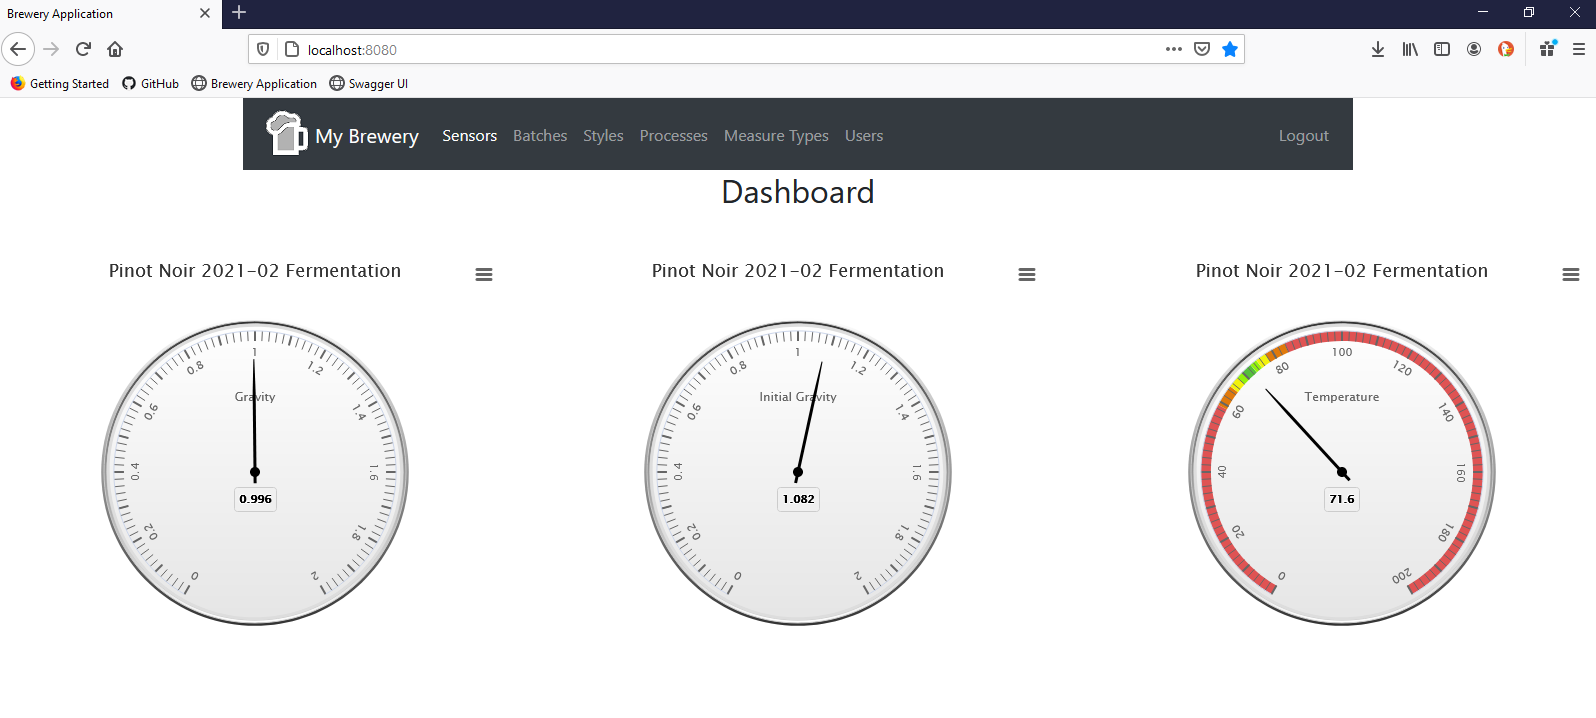 Brewery Application
localhost:8080
Getting Started GitHub Brewery Application Swagger UI
My Brewery Sensors Batches Styles Processes Measure Types Users Logout
Dashboard
Pinot Noir 2021-02 Fermentation
0 0.2 0.4 0.6 0.8 1 1.2 1.4 1.6 1.8 2
Gravity
0.996
Pinot Noir 2021-02 Fermentation
0 0.2 0.4 0.6 0.8 1 1.2 1.4 1.6 1.8 2
Initial Gravity
1.082
Pinot Noir 2021-02 Fermentation
0 20 40 60 80 100 120 140 160 180 200
Temperature
71.6